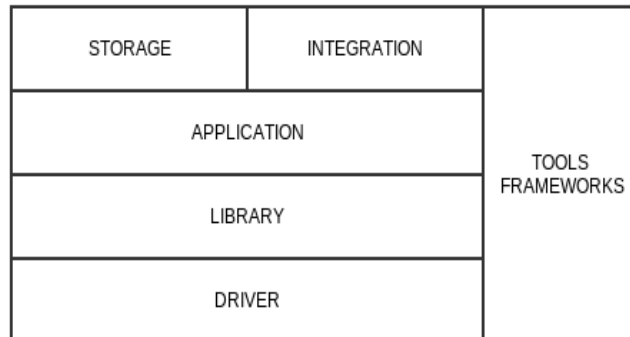 STORAGE
INTEGRATION
APPLICATION
TOOLS
FRAMEWORKS
LIBRARY
DRIVER